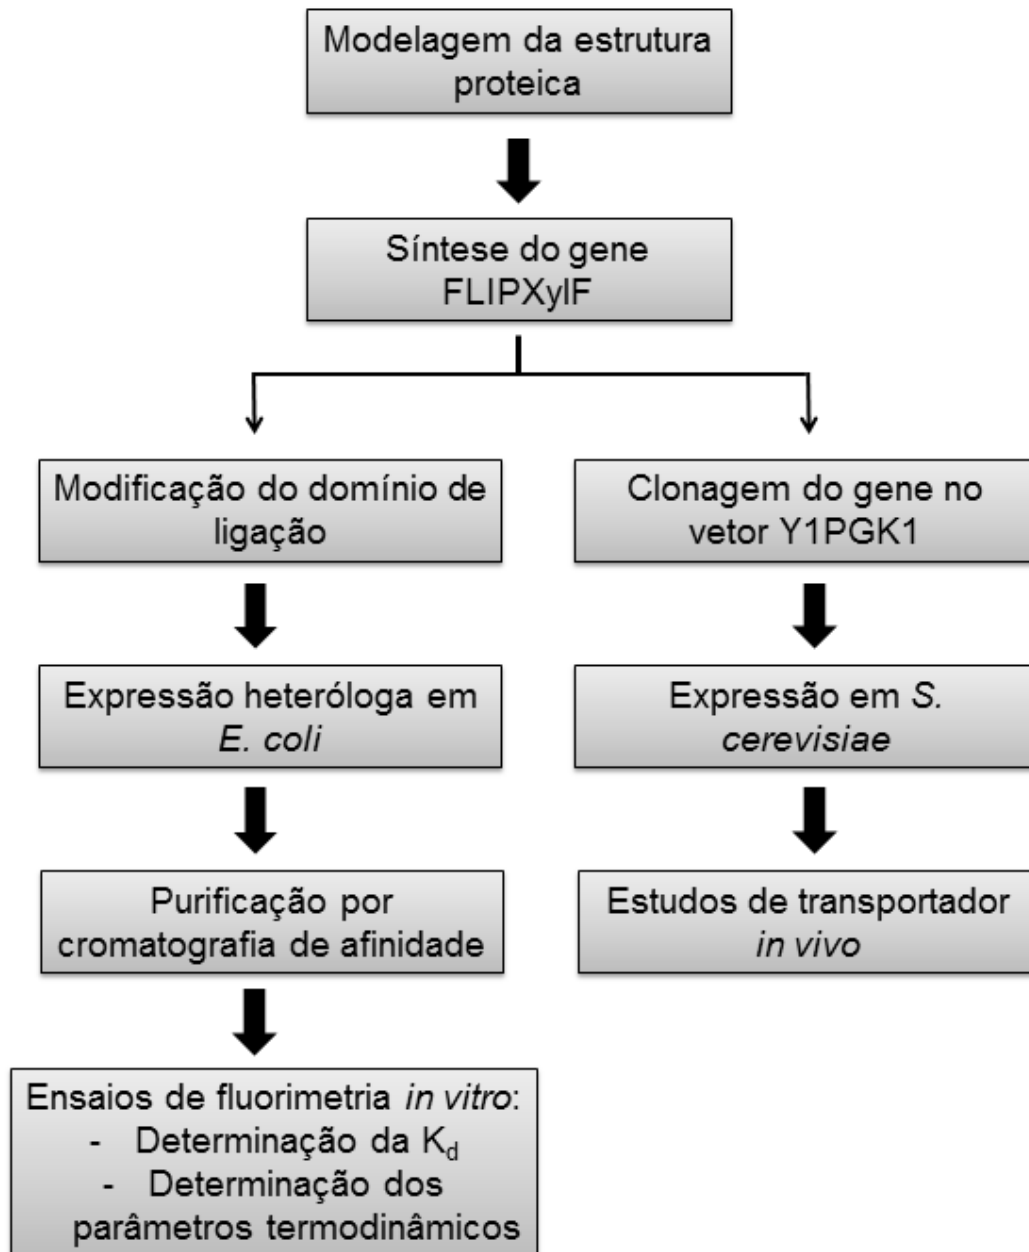 Modelagem da estrutura
proteica
Síntese do gene
FLIPXylF
Modificação do domínio de
ligação
Expressão heteróloga em
E. coli
Purificação por
cromatografia de afinidade
Ensaios de fluorimetria in vitro:
- Determinação da Kd
- Determinação dos
parâmetros termodinâmicos
Clonagem do gene no
vetor Y1PGK1
Expressão em S.
cerevisiae
Estudos de transportador
in vivo